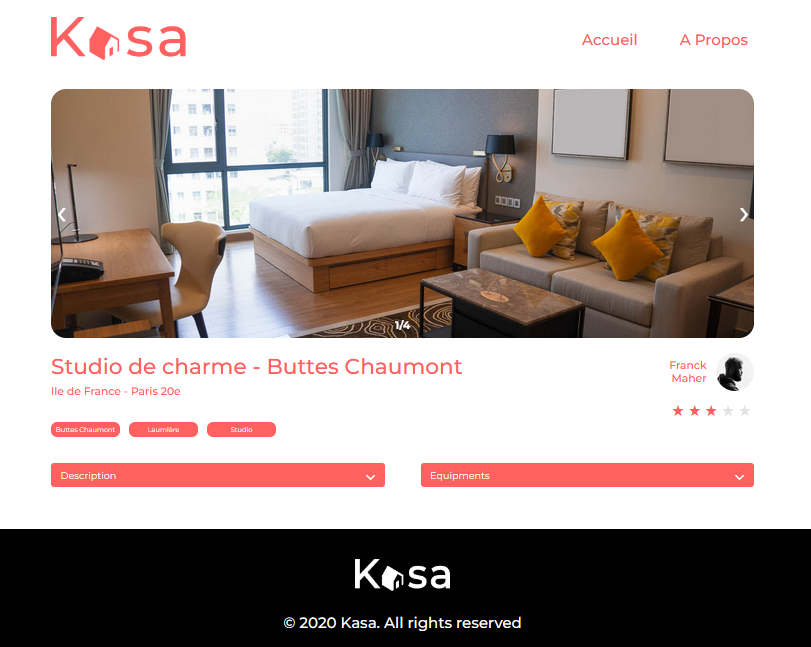 Kasa
Accueil
A Propos
1/4
Studio de charme - Buttes Chaumont
Ile de France - Paris 20e
Franck
Maher
Buttes Chaumont
Laumière
Studio
Description
Equipments
Kasa
© 2020 Kasa. All rights reserved